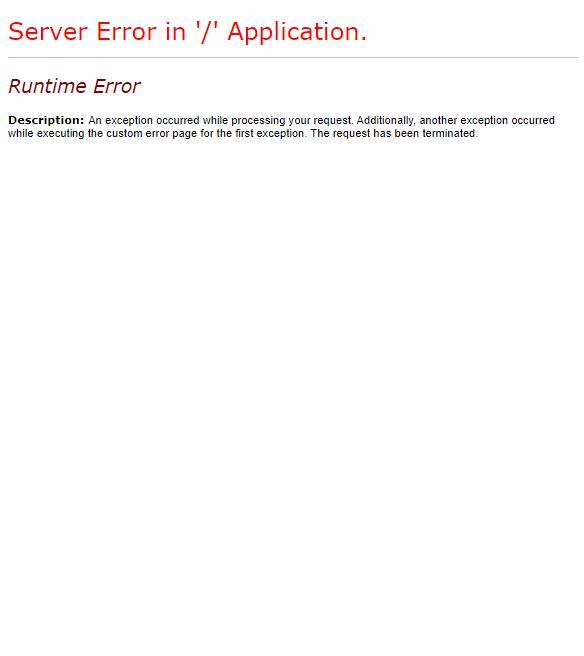 Server Error in '/' Application.
Runtime Error
Description: An exception occurred while processing your request. Additionally, another exception occurred
while executing the custom error page for the first exception. The request has been terminated.